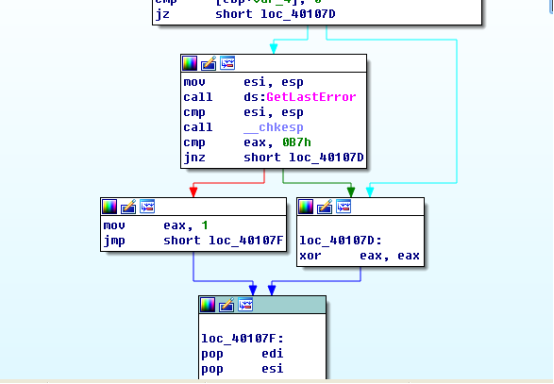 cmp [ebp+var_4], 0
jz short loc_40107D
mov esi, esp
call ds:GetLastError
cmp esi, esp
call __chkesp
cmp eax, 0B7h
jnz short loc_40107D
mov eax, 1
jmp short loc_40107F
loc_40107D:
xor eax, eax
loc_40107F:
pop edi
pop esi